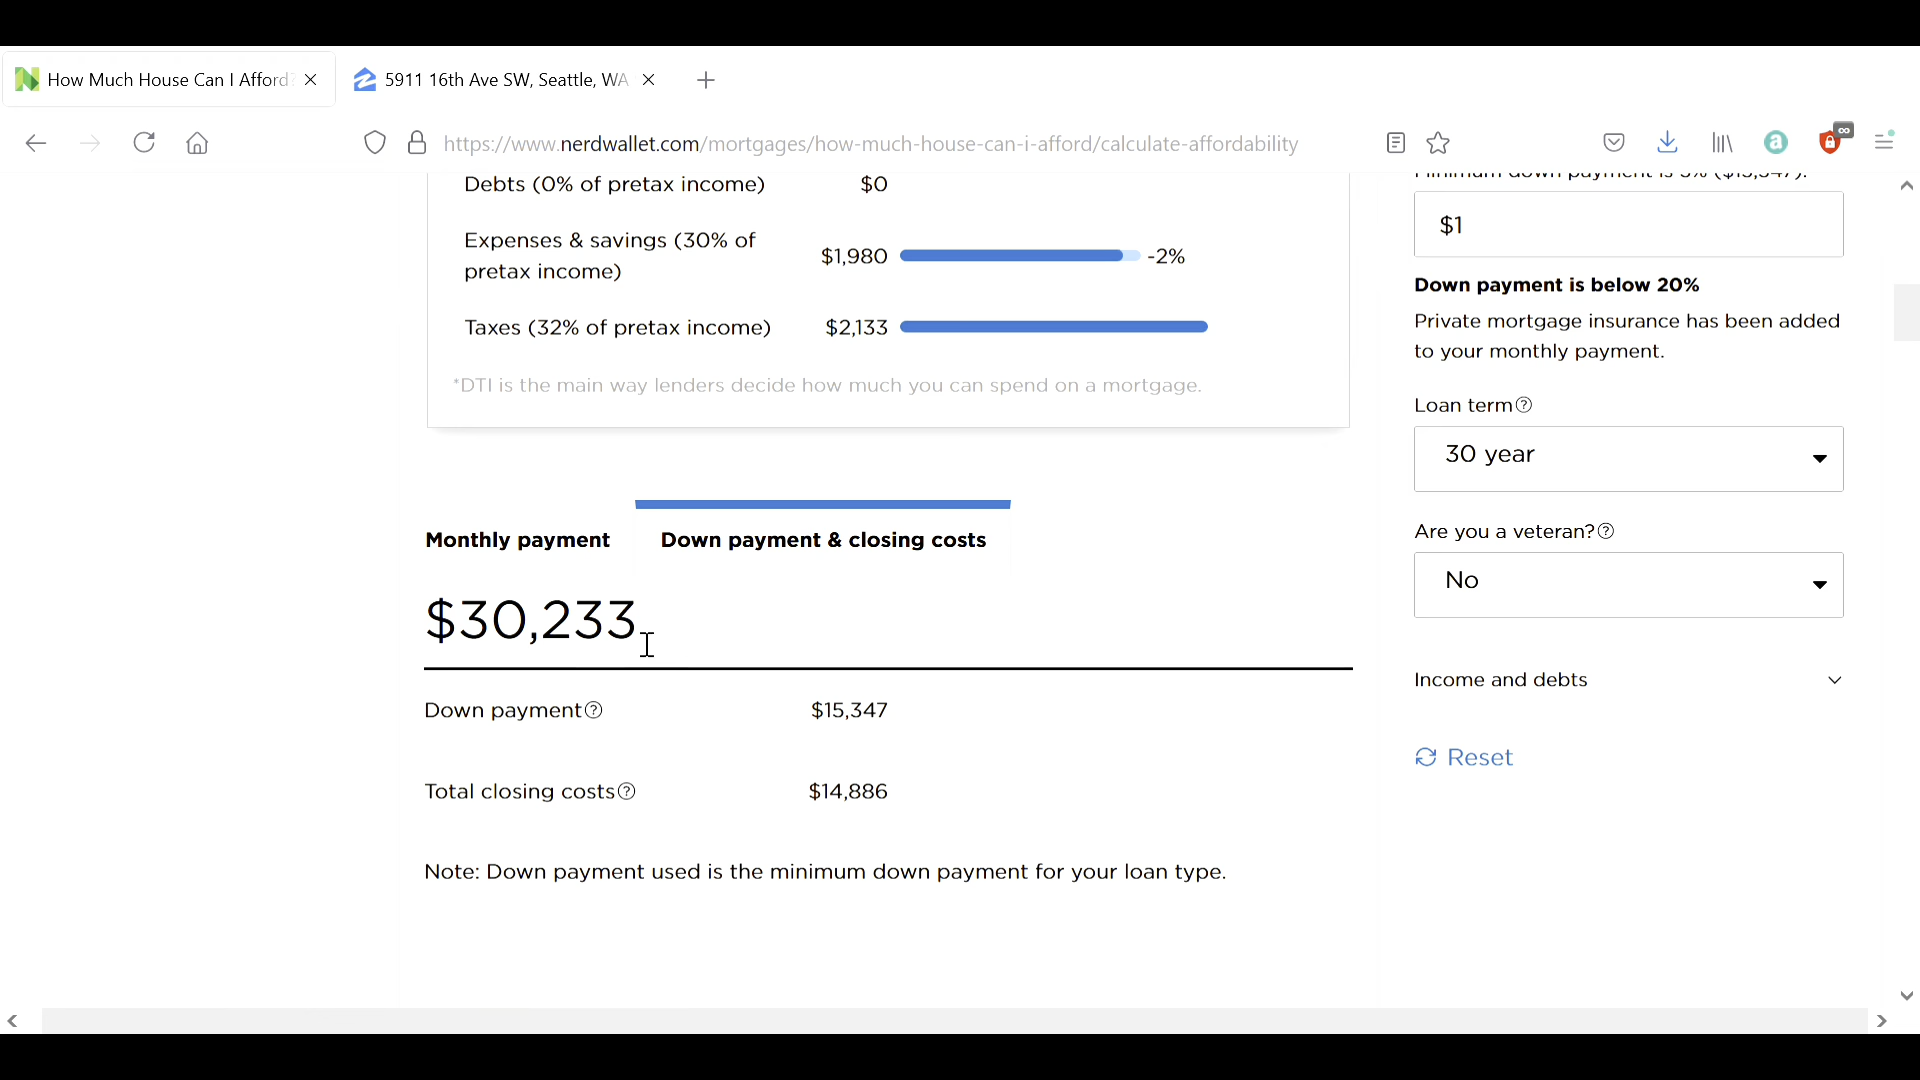 How Much House Can I Afford?
5911 16th Ave SW, Seattle, WA
https://www.nerdwallet.com/mortgages/how-much-house-can-i-afford/calculate-affordability
Debts (0% of pretax income) $0
Expenses & savings (30% of
pretax income)
$1,980
-2%
Taxes (32% of pretax income) $2,133
*DTI is the main way lenders decide how much you can spend on a mortgage.
Monthly payment
Down payment & closing costs
$30,233
Down payment? $15,347
Total closing costs? $14,886
Note: Down payment used is the minimum down payment for your loan type.
Minimum down payment is
$1
Down payment is below 20%
Private mortgage insurance has been added
to your monthly payment.
Loan term?
30 year
Are you a veteran??
No
Income and debts
Reset